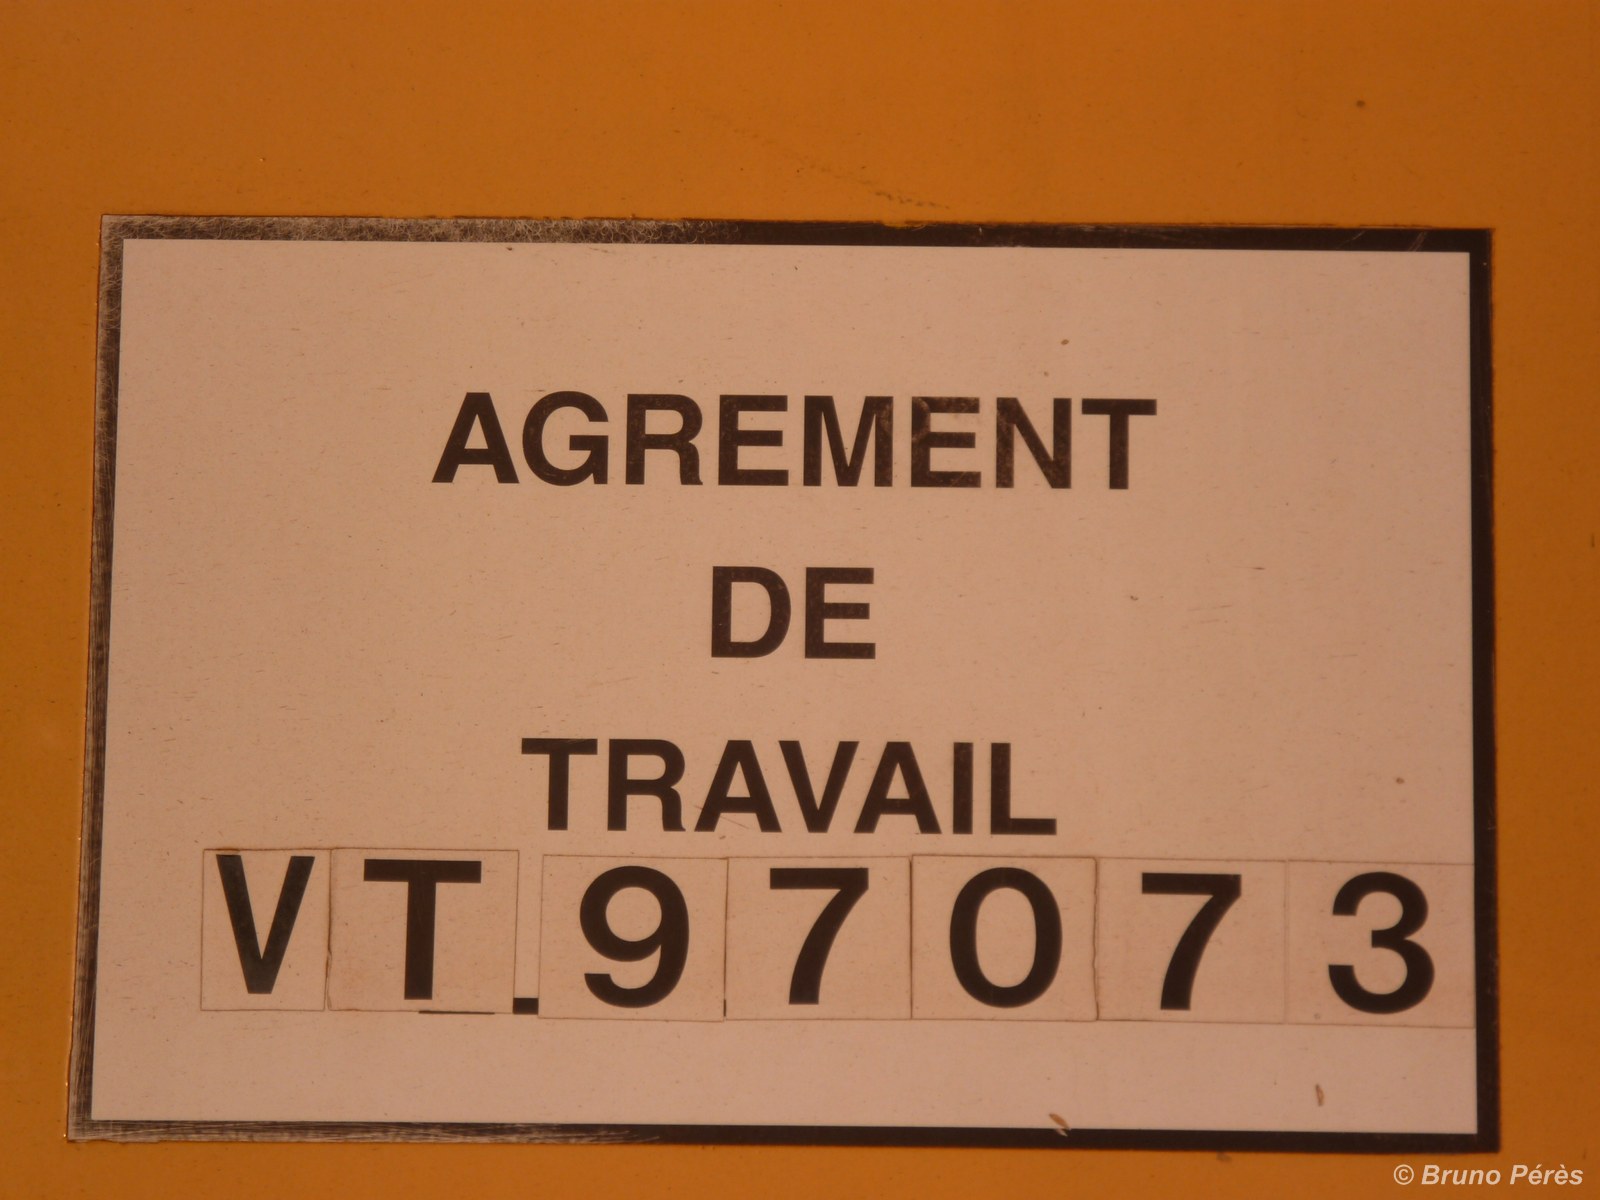 AGREMENT
DE
TRAVAIL
VT.97073
© Bruno Pérès